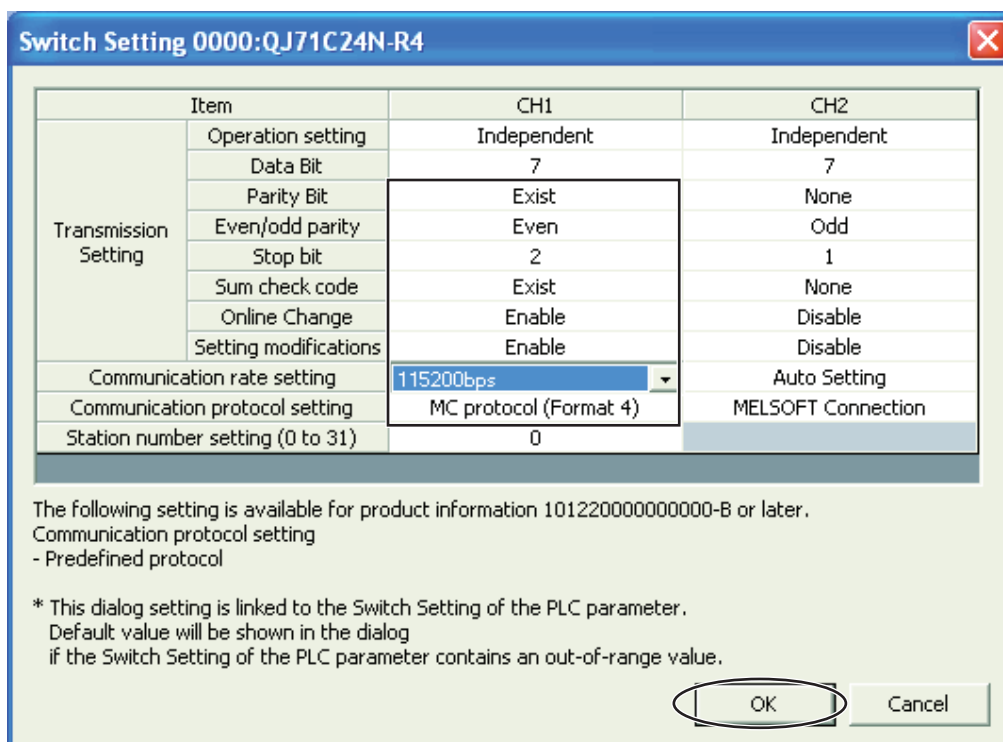 Switch Setting 0000:QJ71C24N-R4
Item CH1 CH2
Transmission Setting
Operation setting Independent Independent
Data Bit 7 7
Parity Bit Exist None
Even/odd parity Even Odd
Stop bit 2 1
Sum check code Exist None
Online Change Enable Disable
Setting modifications Enable Disable
Communication rate setting 115200bps Auto Setting
Communication protocol setting MC protocol (Format 4) MELSOFT Connection
Station number setting (0 to 31) 0
The following setting is available for product information 101220000000000-B or later.
Communication protocol setting
- Predefined protocol
* This dialog setting is linked to the Switch Setting of the PLC parameter.
Default value will be shown in the dialog
if the Switch Setting of the PLC parameter contains an out-of-range value.
OK Cancel